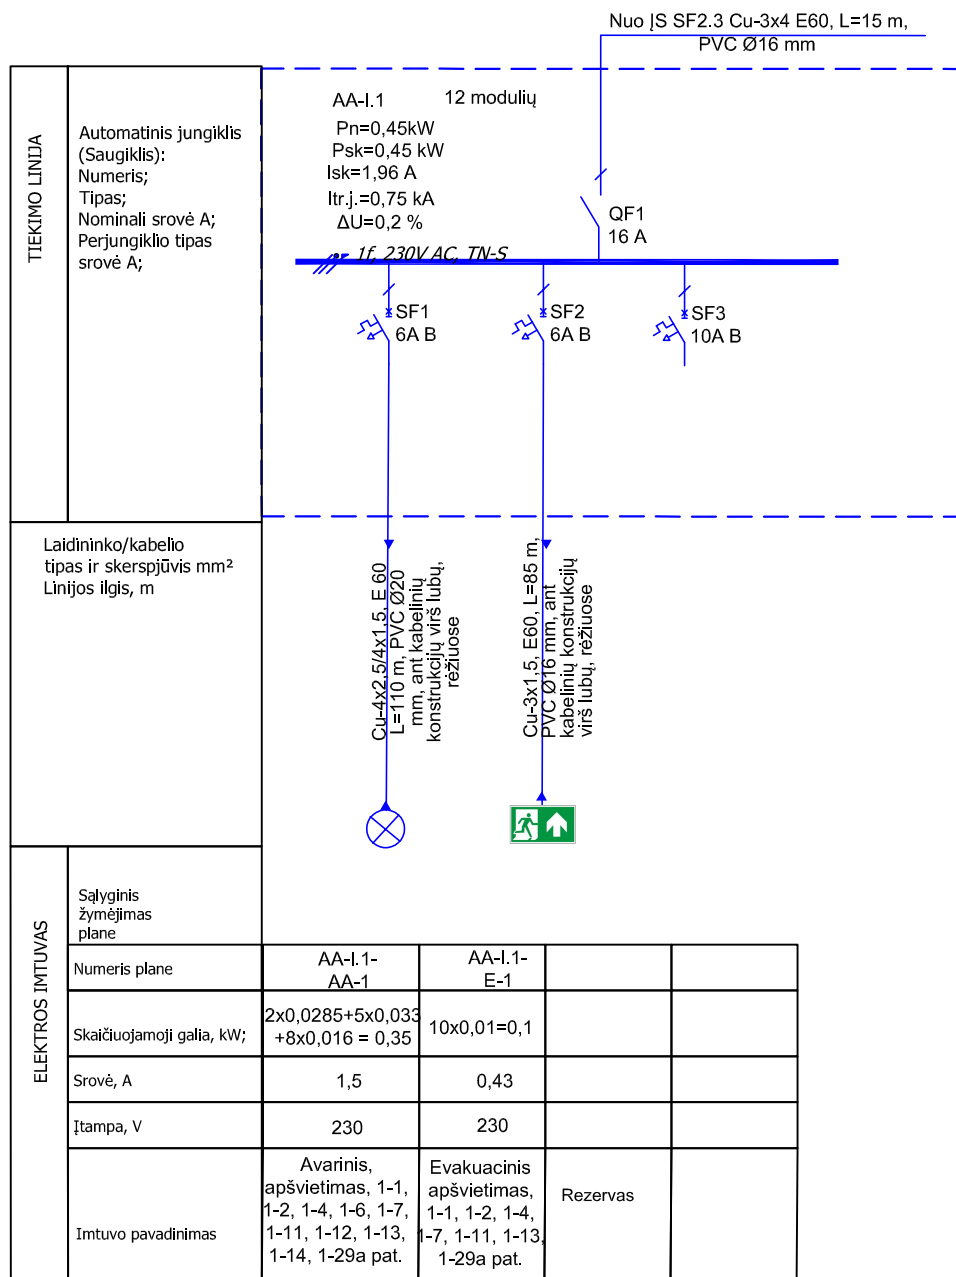 Nuo ĮS SF2.3 Cu-3x4 E60, L=15 m,
PVC Ø16 mm
TIEKIMO LINIJA
Automatinis jungiklis
(Saugiklis):
Numeris;
Tipas;
Nominali srovė A;
Perjungiklio tipas
srovė A;
AA-I.1
12 modulių
Pn=0,45kW
Psk=0,45 kW
Isk=1,96 A
Itr.j.=0,75 kA
ΔU=0,2 %
QF1
16 A
1f, 230V AC, TN-S
SF1
6A B
SF2
6A B
SF3
10A B
Laidininko/kabelio
tipas ir skerspjūvis mm²
Linijos ilgis, m
Cu-4x2.5/4x1.5, E 60
L=110 m, PVC Ø20
mm, ant kabelinių
konstrukcijų virš lubų,
rėžiuose
Cu-3x1,5, E60, L=85 m,
PVC Ø16 mm, ant
kabelinių konstrukcijų
virš lubų, rėžiuose
ELEKTROS IMTUVAS
Sąlyginis
žymėjimas
plane
Numeris plane
AA-I.1-
AA-1
AA-I.1-
E-1
Skaičiuojamoji galia, kW;
2x0,0285+5x0,033
+8x0,016 = 0,35
10x0,01=0,1
Srovė, A
1,5
0,43
Įtampa, V
230
230
Imtuvo pavadinimas
Avarinis,
apšvietimas, 1-1,
1-2, 1-4, 1-6, 1-7,
1-11, 1-12, 1-13,
1-14, 1-29a pat.
Evakuacinis
apšvietimas,
1-1, 1-2, 1-4,
1-7, 1-11, 1-13,
1-29a pat.
Rezervas